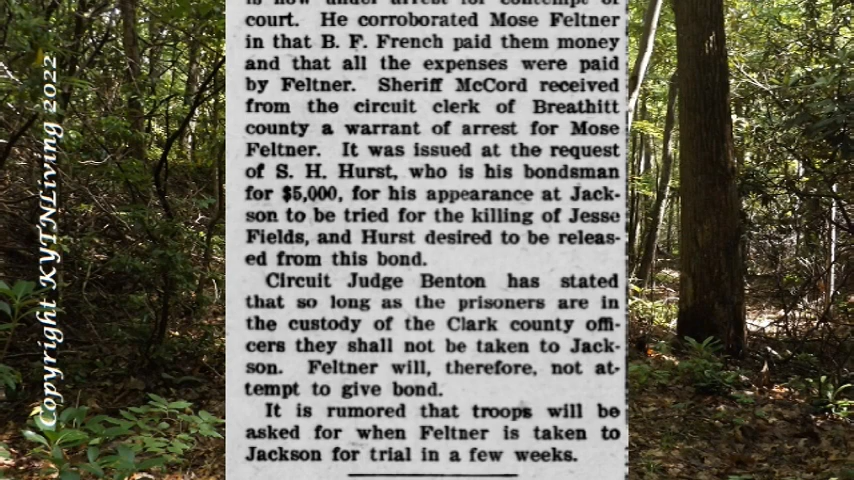 is now under arrest for contempt of
court. He corroborated Mose Feltner
in that B. F. French paid them money
and that all the expenses were paid
by Feltner. Sheriff McCord received
from the circuit clerk of Breathitt
county a warrant of arrest for Mose
Feltner. It was issued at the request
of S. H. Hurst, who is his bondsman
for $5,000, for his appearance at Jack-
son to be tried for the killing of Jesse
Fields, and Hurst desired to be releas-
ed from this bond.
Circuit Judge Benton has stated
that so long as the prisoners are in
the custody of the Clark county offi-
cers they shall not be taken to Jack-
son. Feltner will, therefore, not at-
tempt to give bond.
It is rumored that troops will be
asked for when Feltner is taken to
Jackson for trial in a few weeks.
Copyright KYTNLiving 2022